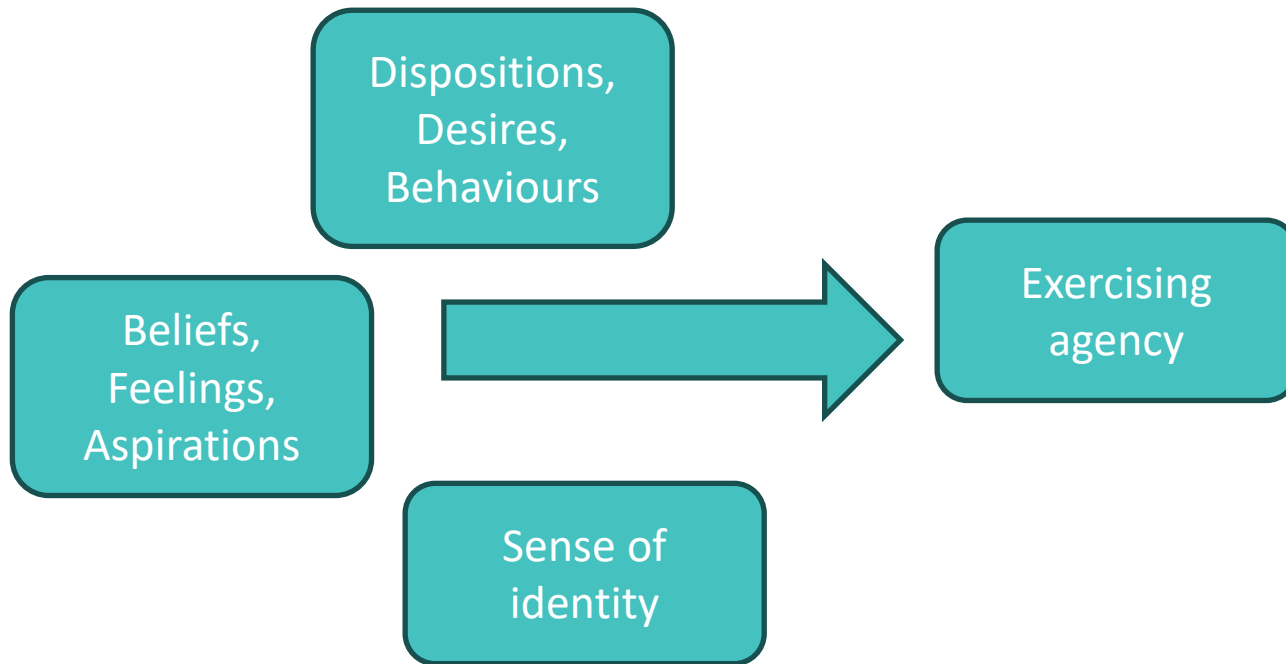 Dispositions,
Desires,
Behaviours
Beliefs,
Feelings,
Aspirations
Sense of
identity
Exercising
agency